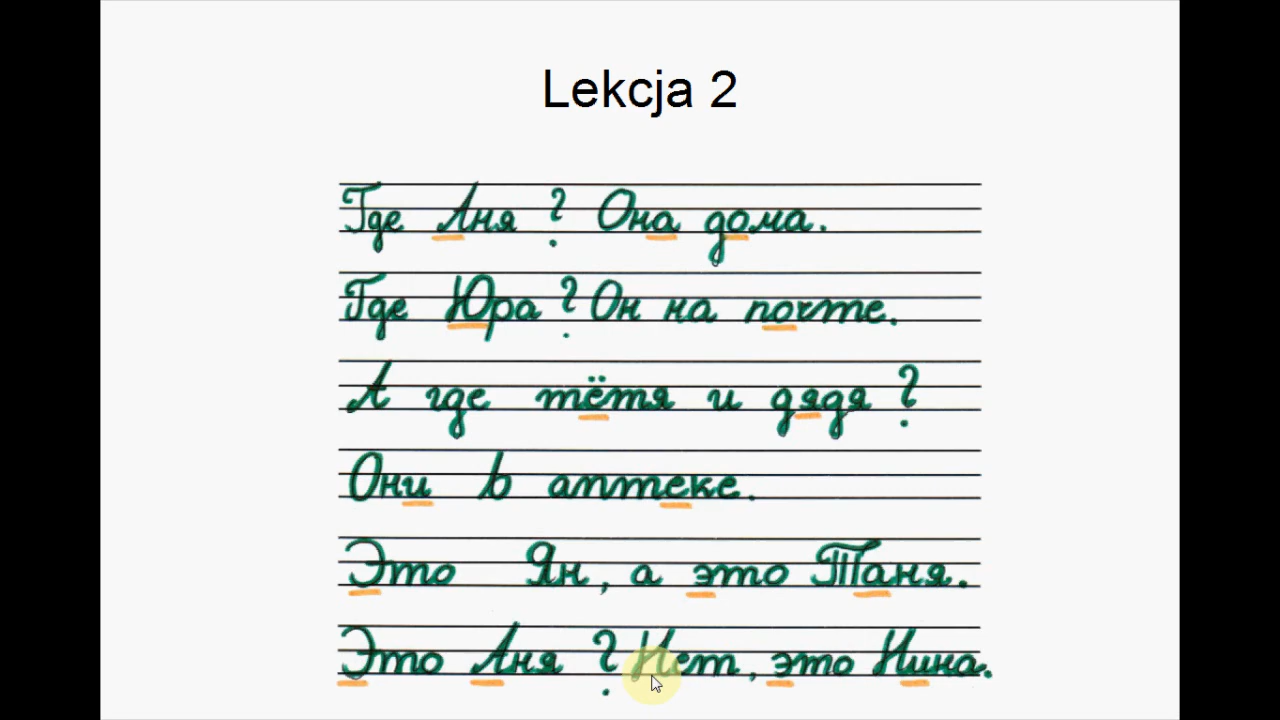 Lekcja 2
Где Аня? Она дома.
Где Юра? Он на почте.
А где тётя и дядя?
Они в аптеке.
Это Ян, а это Таня.
Это Аня? Нет, это Нина.